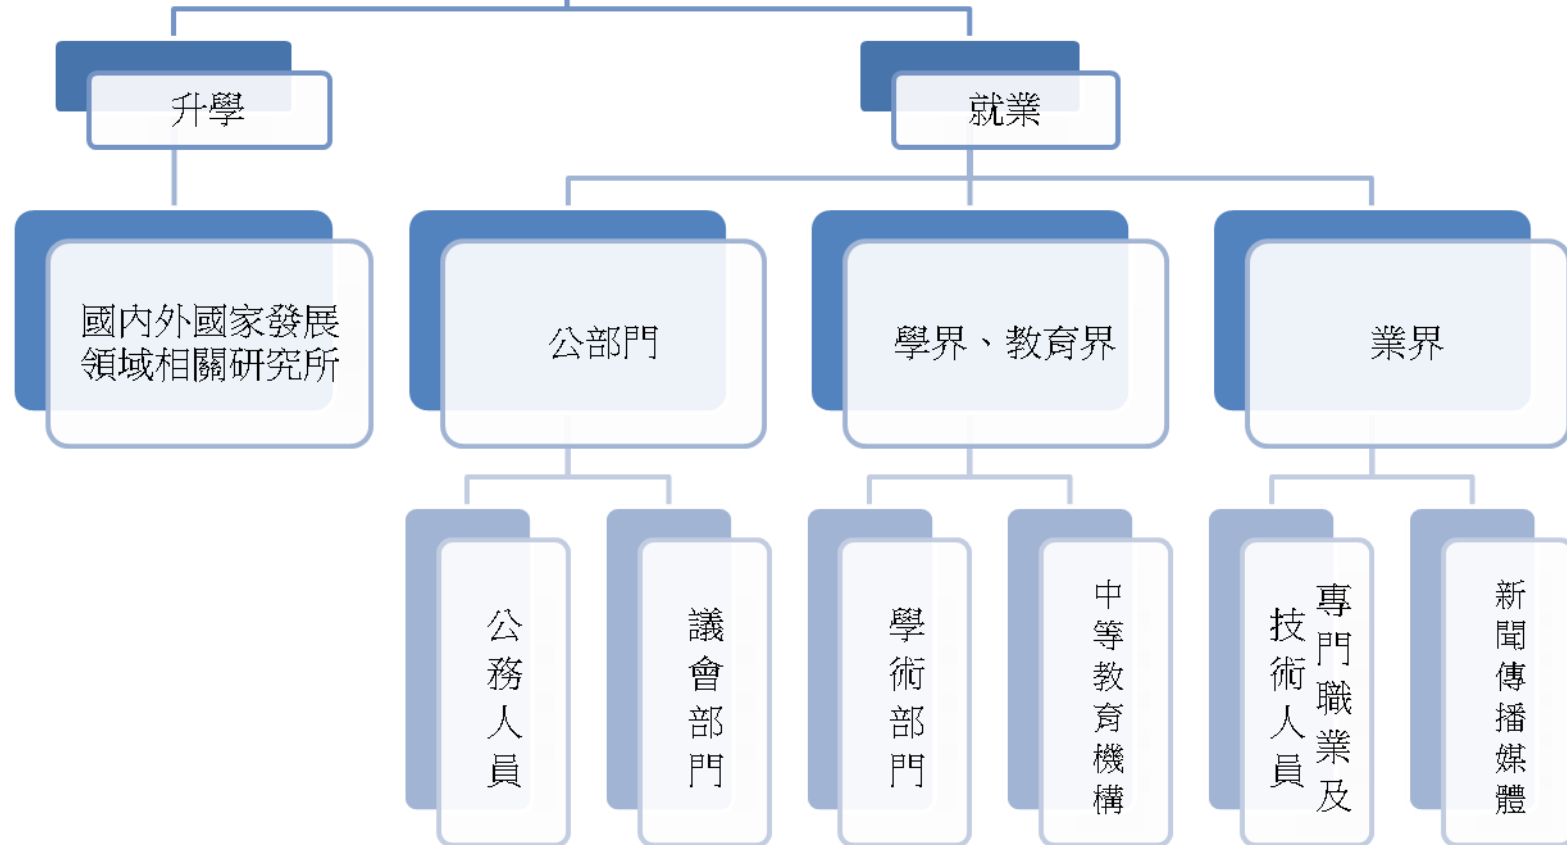 升學
就業
國內外國家發展
領域相關研究所
公部門
學界、教育界
業界
公務人員
議會部門
學術部門
中等教育機構
專門職業及
技術人員
新聞傳播媒體